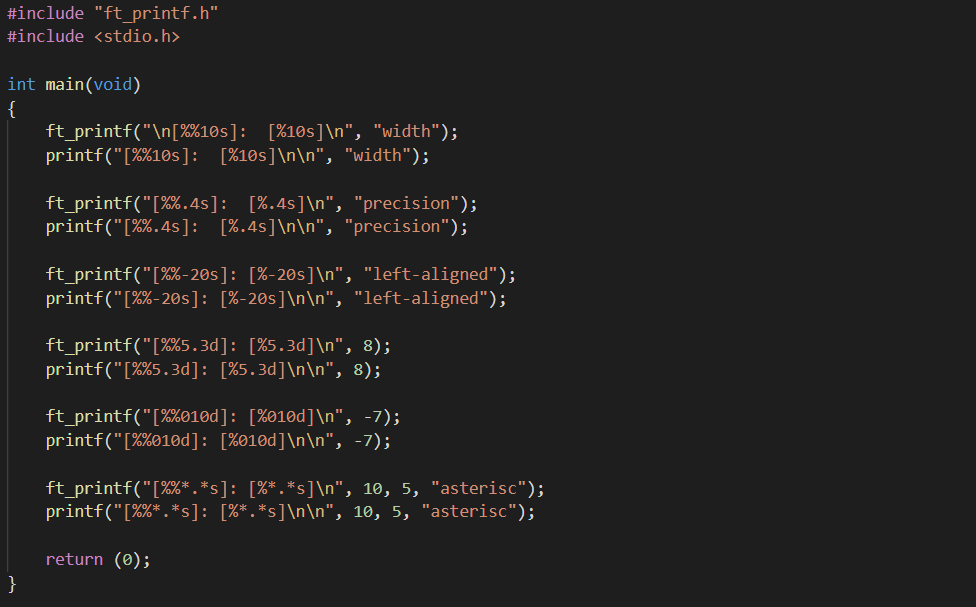 #include "ft_printf.h"
#include <stdio.h>

int main(void)
{
    ft_printf("\n[%%10s]:  [%10s]\n", "width");
    printf("[%%10s]:  [%10s]\n\n", "width");

    ft_printf("[%%.4s]:  [%.4s]\n", "precision");
    printf("[%%.4s]:  [%.4s]\n\n", "precision");

    ft_printf("[%%-20s]: [%-20s]\n", "left-aligned");
    printf("[%%-20s]: [%-20s]\n\n", "left-aligned");

    ft_printf("[%%5.3d]: [%5.3d]\n", 8);
    printf("[%%5.3d]: [%5.3d]\n\n", 8);

    ft_printf("[%%010d]: [%010d]\n", -7);
    printf("[%%010d]: [%010d]\n\n", -7);

    ft_printf("[%%*.*s]: [%*.*s]\n", 10, 5, "asterisc");
    printf("[%%*.*s]: [%*.*s]\n\n", 10, 5, "asterisc");

    return (0);
}